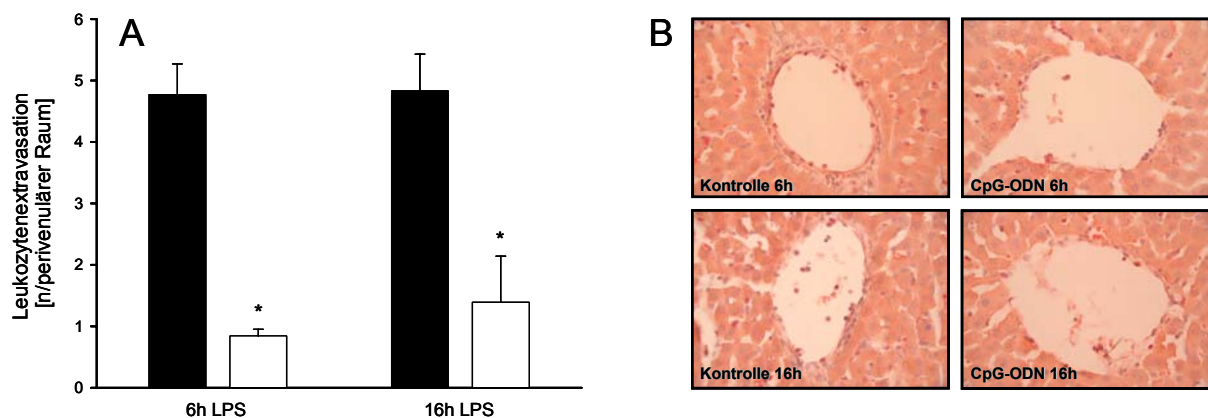 A
Leukozytenextravasation
[n/perivenulärer Raum]
6
5
4
3
2
1
0
*
*
6h LPS
16h LPS
B
Kontrolle 6h
CpG-ODN 6h
Kontrolle 16h
CpG-ODN 16h